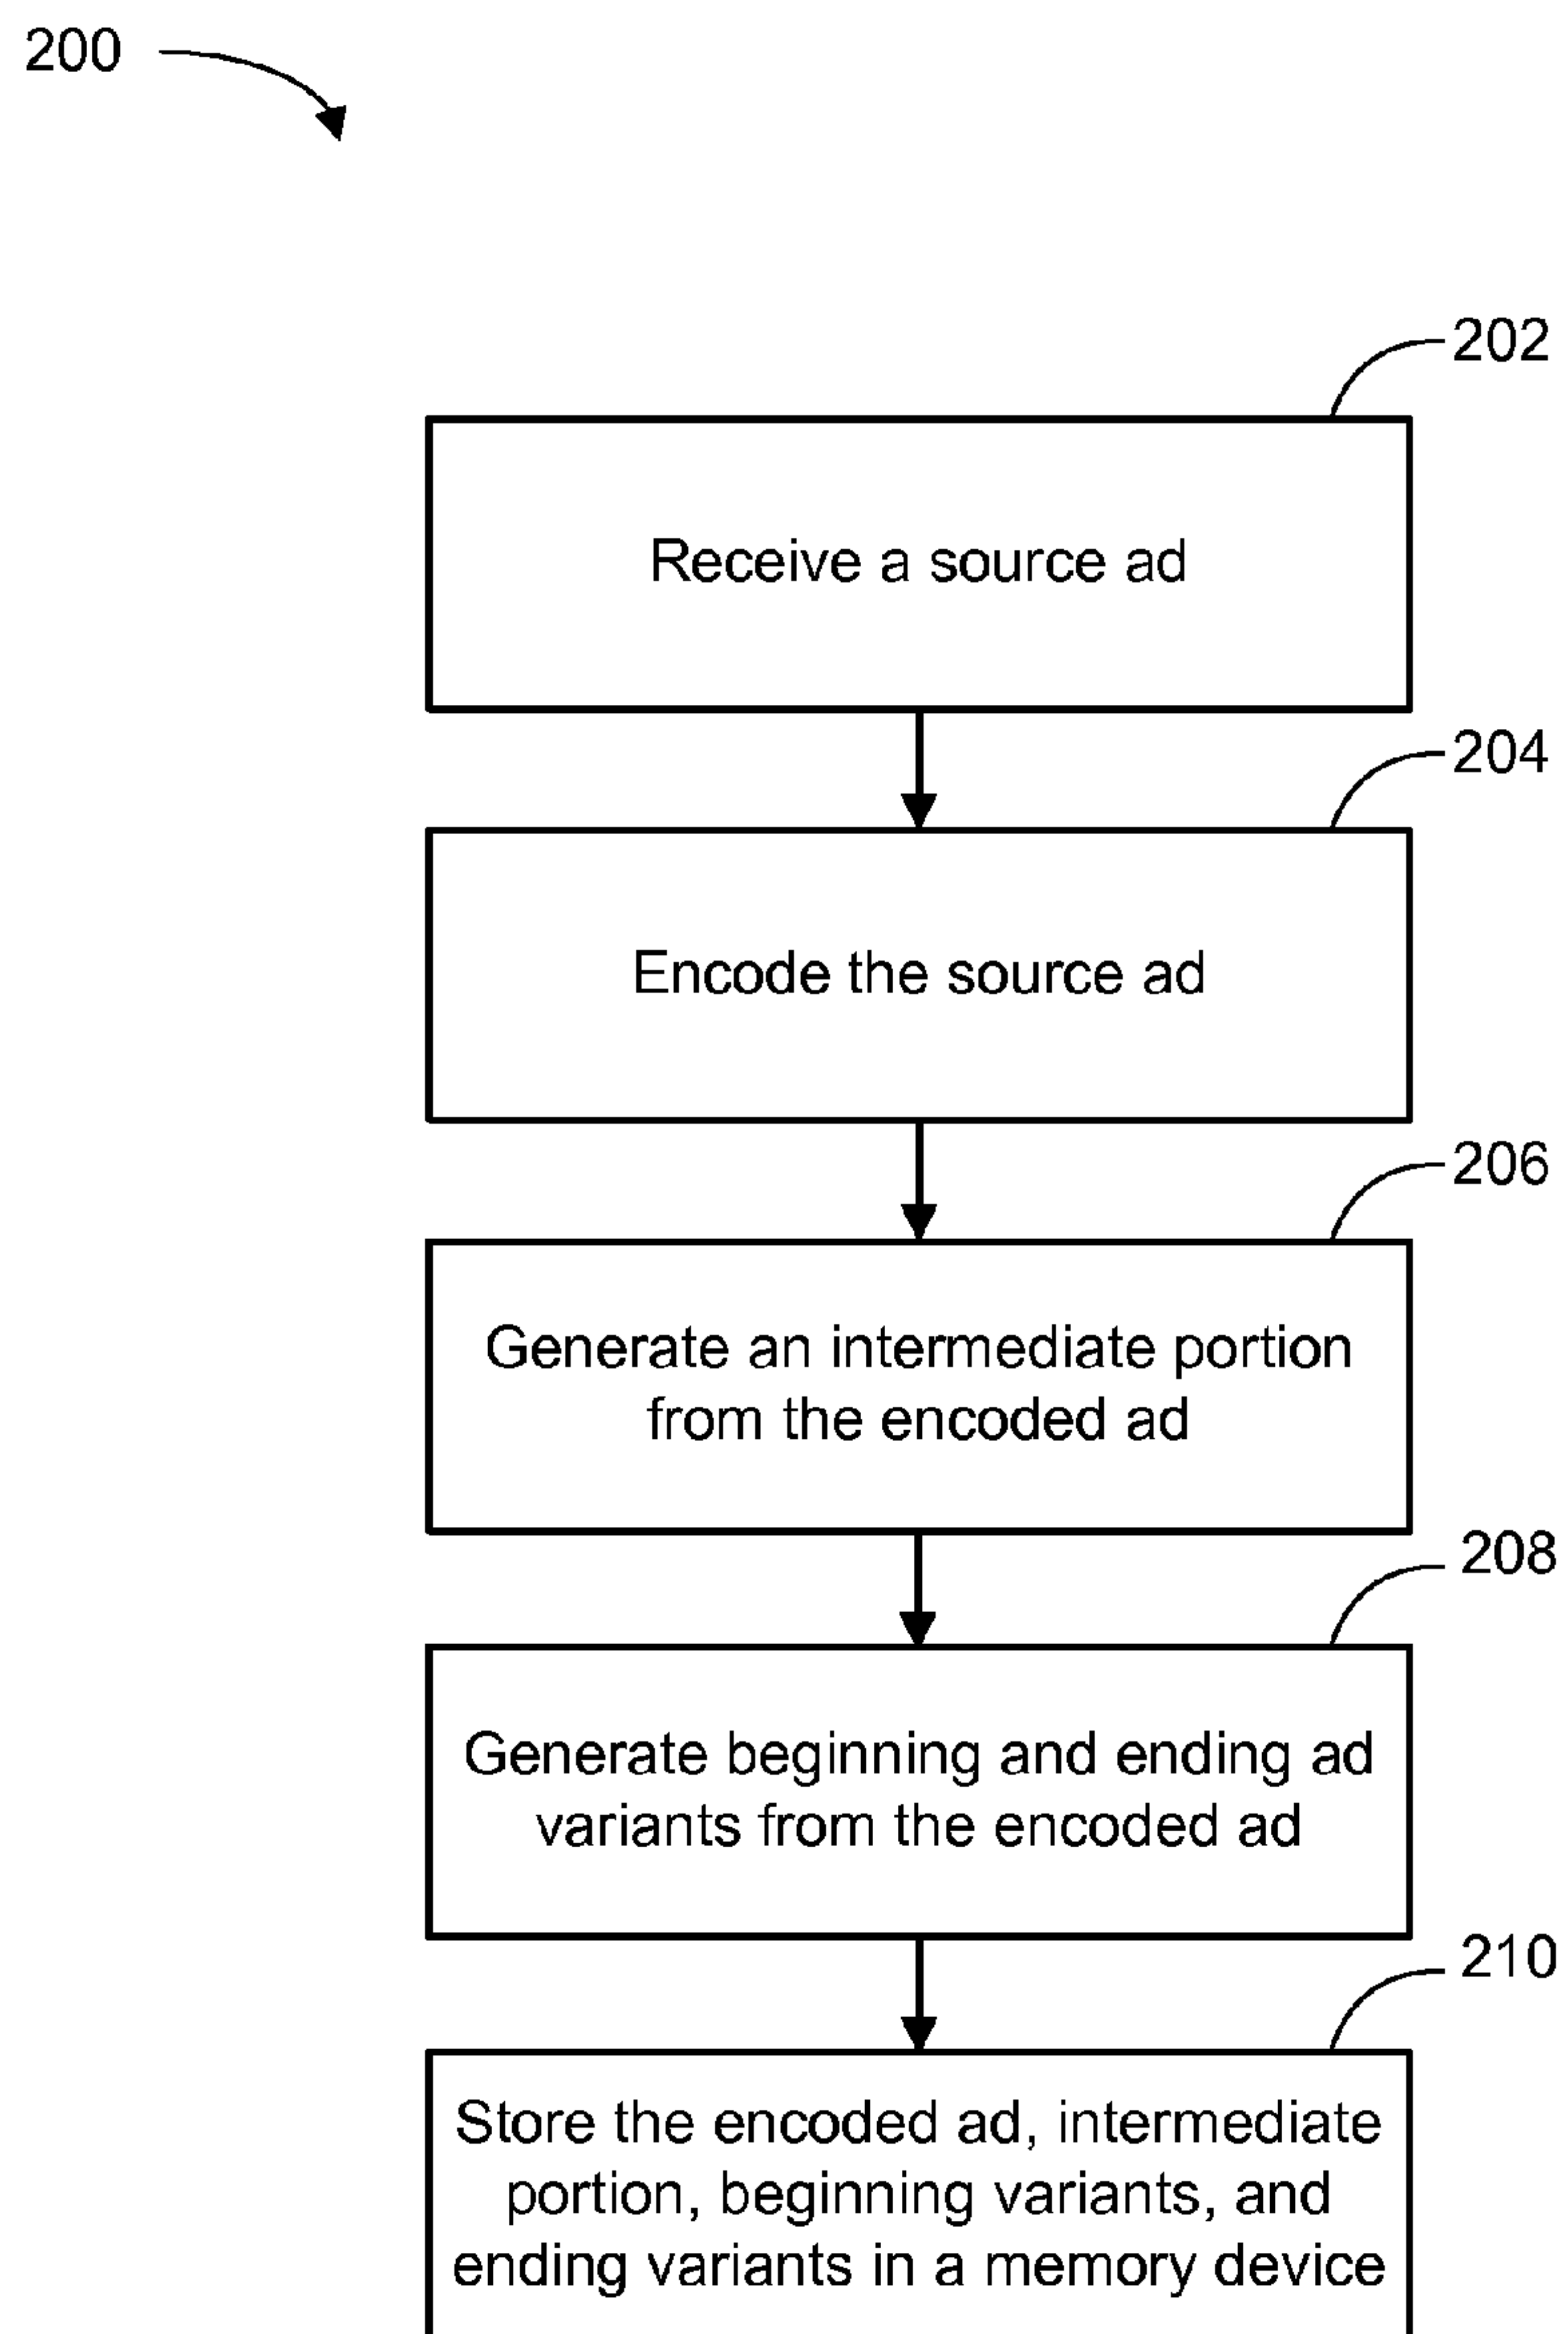 200
202
Receive a source ad
204
Encode the source ad
206
Generate an intermediate portion
from the encoded ad
208
Generate beginning and ending ad
variants from the encoded ad
210
Store the encoded ad, intermediate
portion, beginning variants, and
ending variants in a memory device